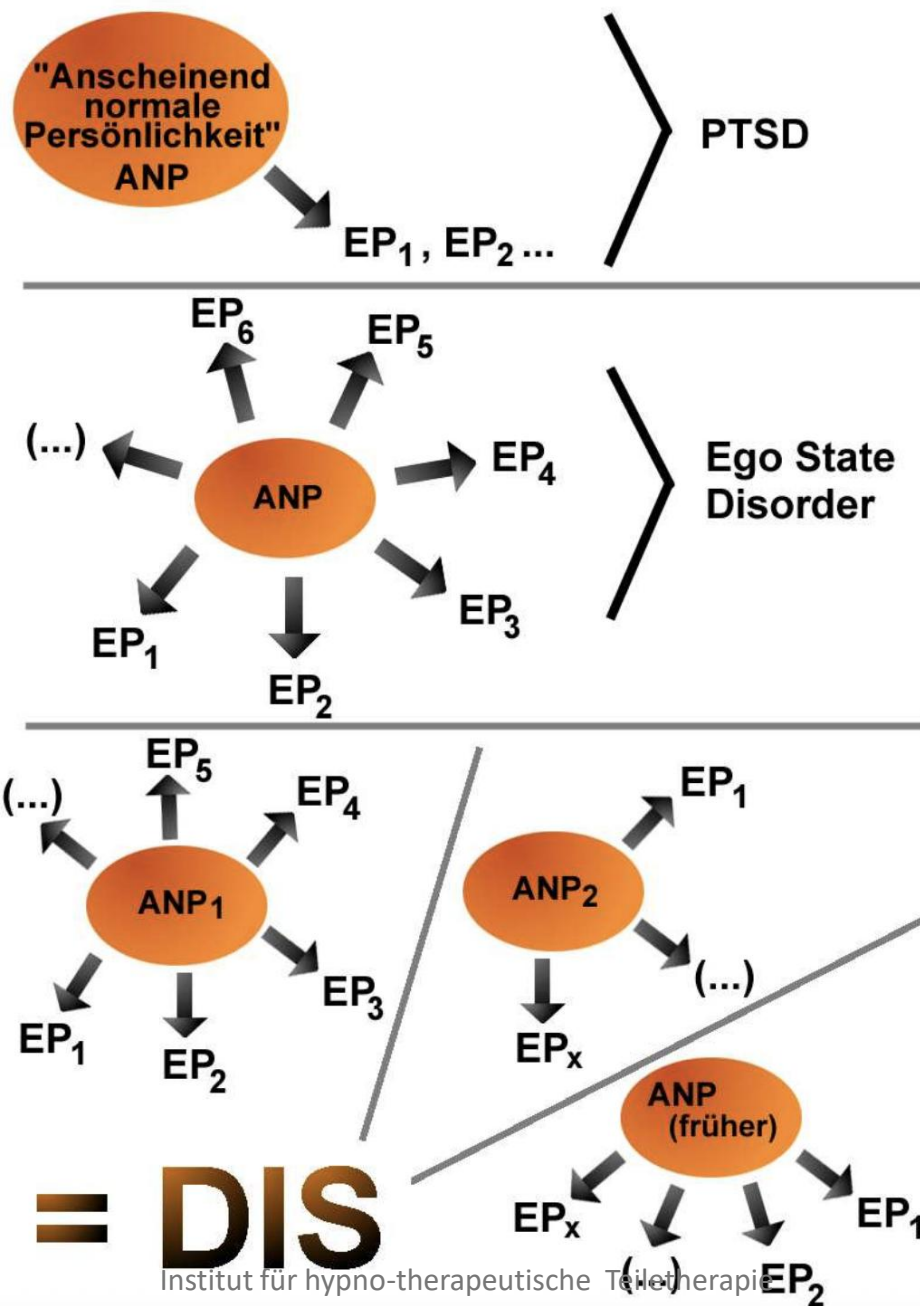 "Anscheinend
normale
Persönlichkeit"
ANP
PTSD
EP1, EP2 ...
EP6
EP5
(...)
EP4
ANP
Ego State
Disorder
EP3
EP1
EP2
EP5
(...)
EP4
EP1
ANP1
ANP2
EP3
(...)
EP1
EP2
EPx
ANP
(früher)
= DIS
EPx
EP1
(...)
EP2
Institut für hypno-therapeutische Teiletherapie